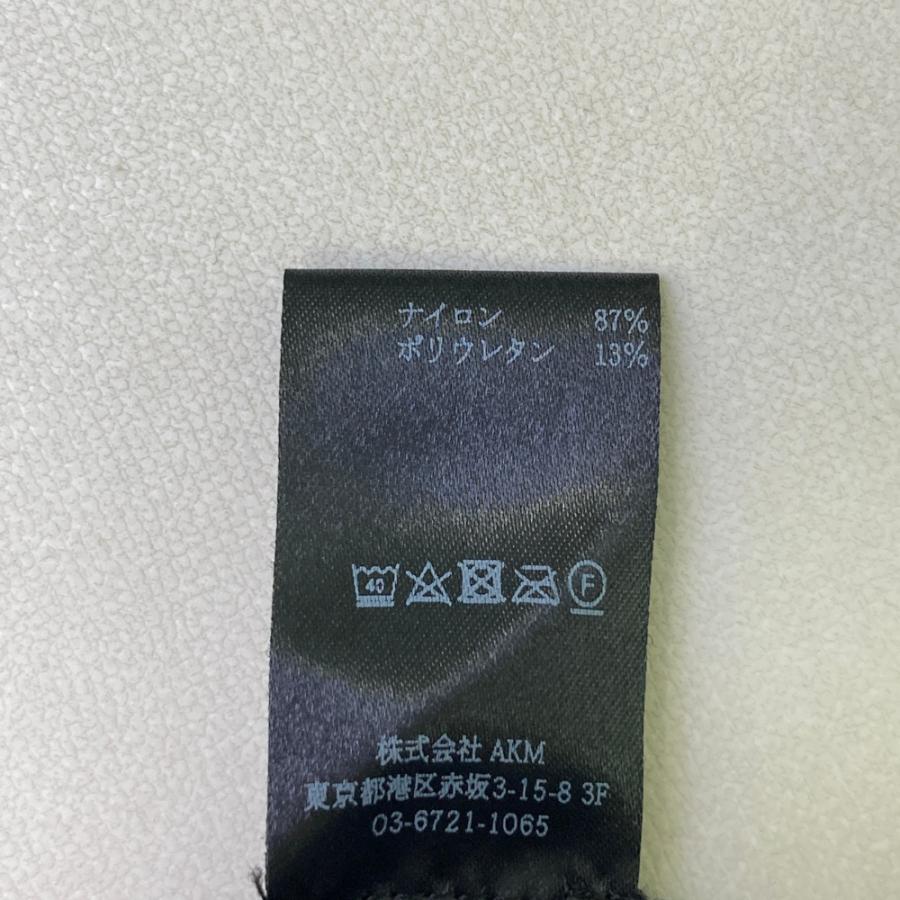 ナイロン 87%
ポリウレタン 13%
40 F
株式会社 AKM
東京都港区赤坂3-15-8 3F
03-6721-1065